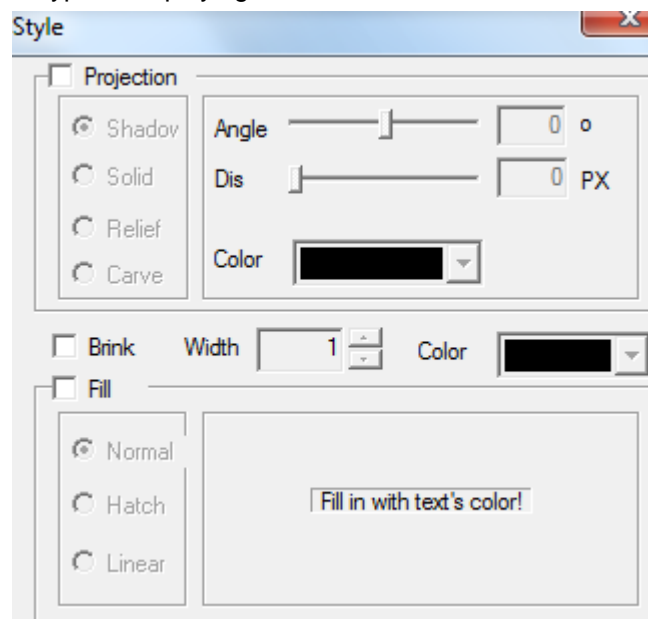 Style
Projection
Shadov
Angle 0 o
Solid
Dis 0 PX
Relief
Color
Carve
Brink Width 1 Color
Fill
Normal
Hatch
Fill in with text's color!
Linear